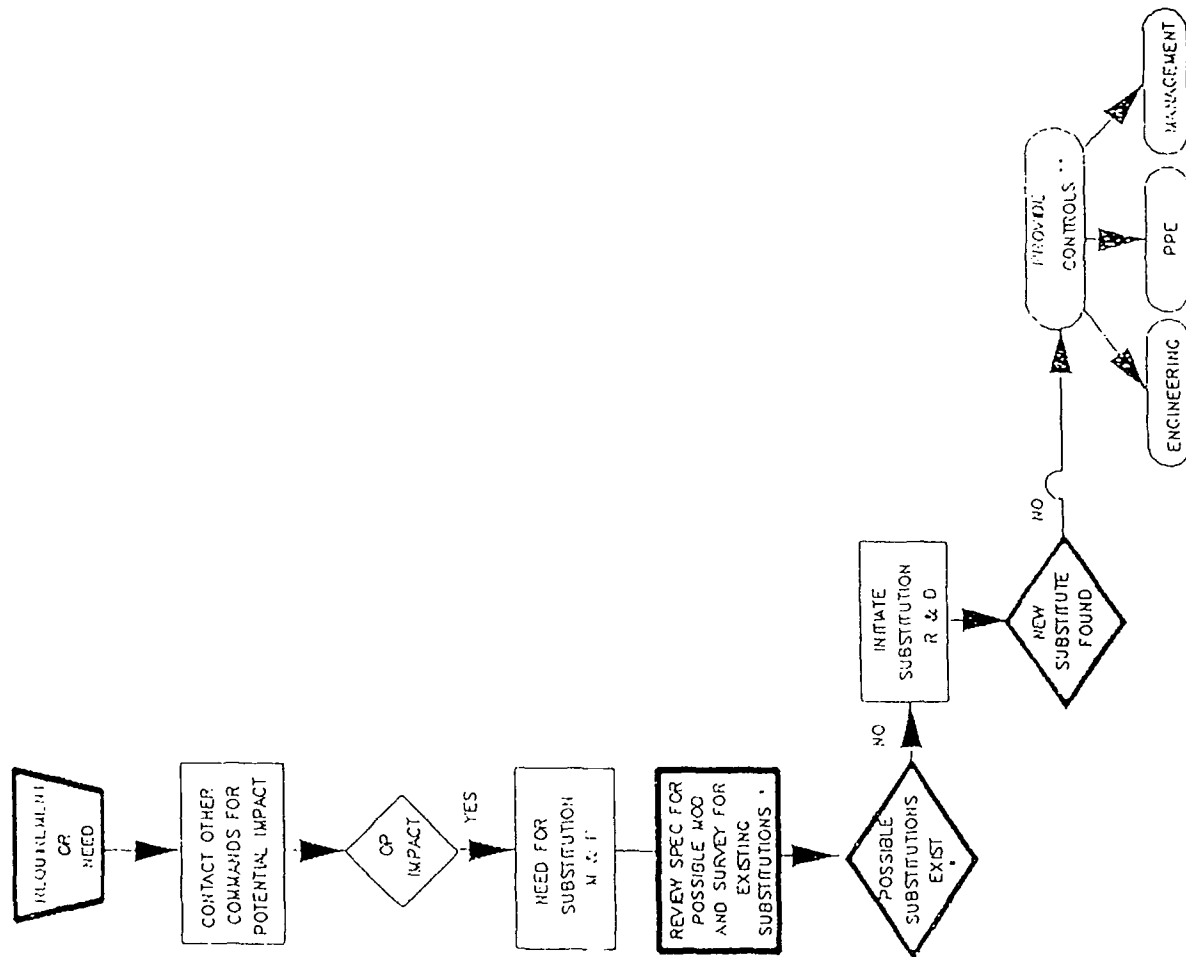 REQUIREMENT
OR
NEED
CONTACT OTHER
COMMANDS FOR
POTENTIAL IMPACT
OP
IMPACT
YES
NEED FOR
SUBSTITUTION
REVIEW SPEC FOR
POSSIBLE MOD
AND SURVEY FOR
EXISTING
SUBSTITUTIONS
POSSIBLE
SUBSTITUTIONS
EXIST
NO
INITIATE
SUBSTITUTION
R & D
NEW
SUBSTITUTE
FOUND
NO
PROVIDE
CONTROLS
ENGINEERING
PPE
MANAGEMENT